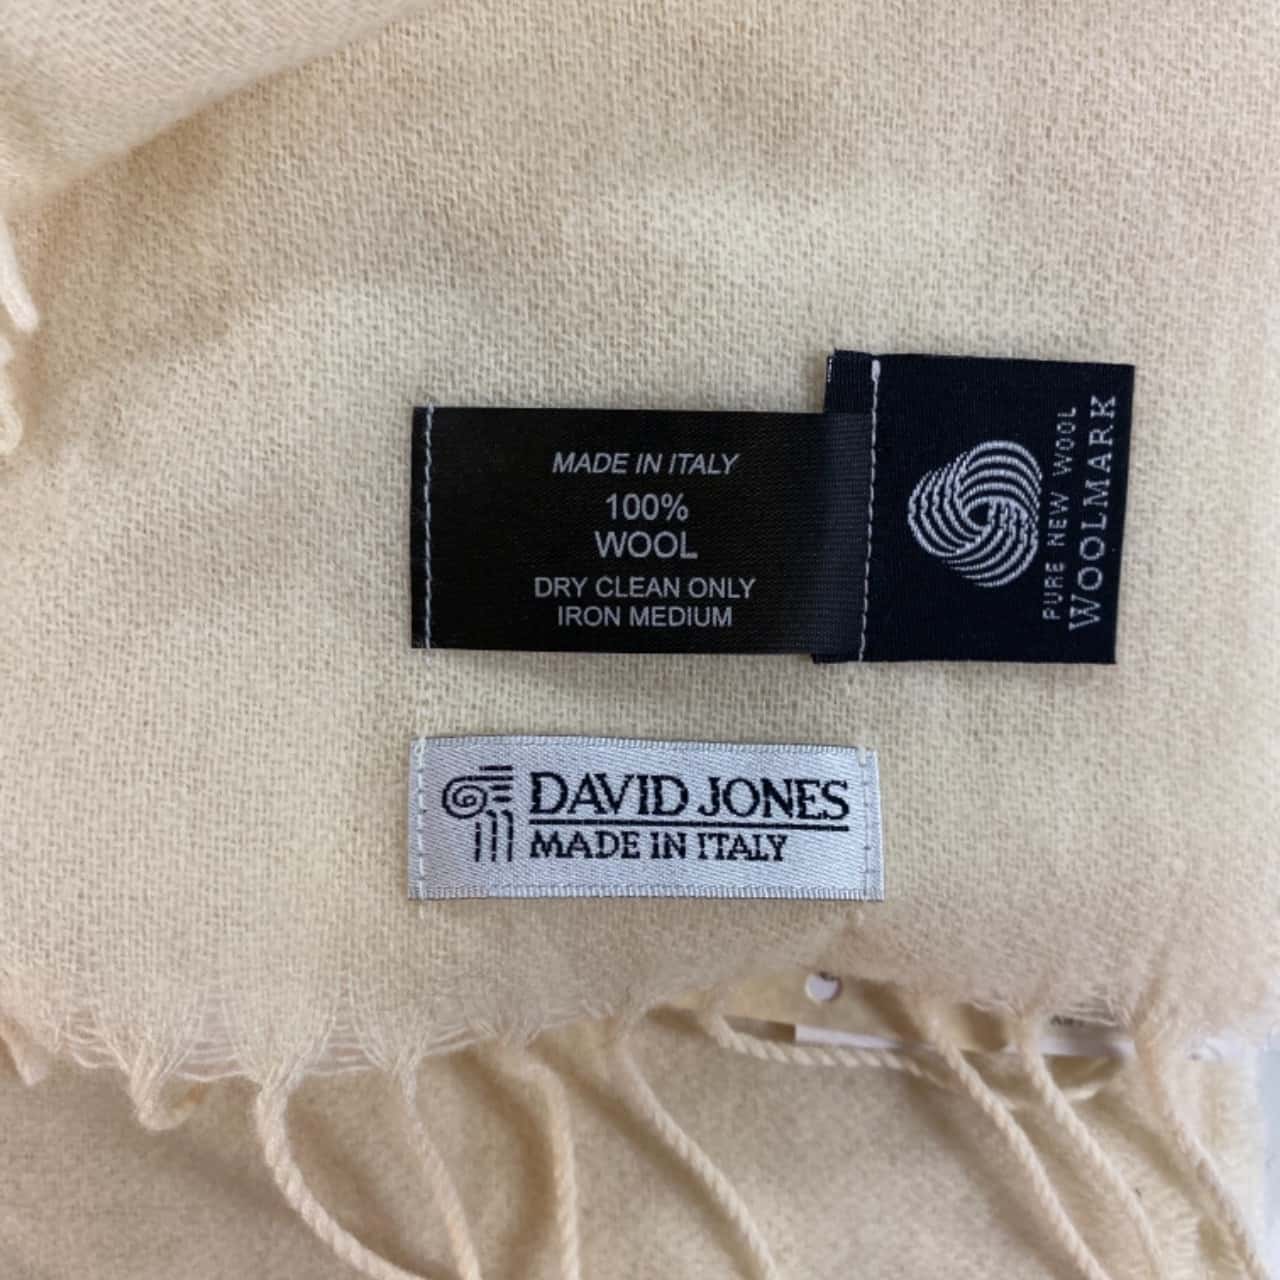 MADE IN ITALY
100%
WOOL
DRY CLEAN ONLY
IRON MEDIUM
PURE NEW WOOL
WOOLMARK
DAVID JONES
MADE IN ITALY